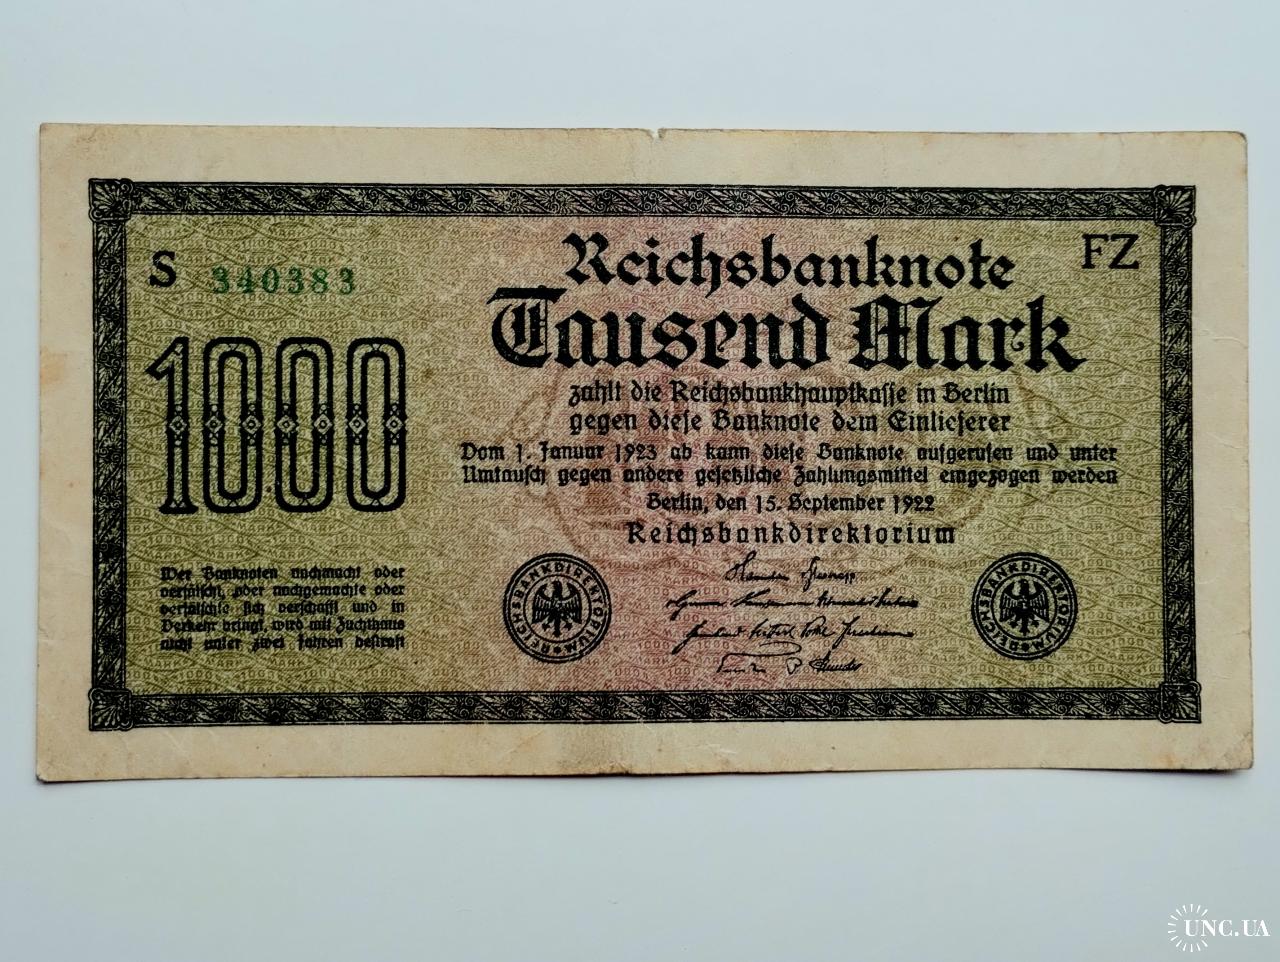 S 340383
FZ
Reichsbanknote
Tausend Mark
1000
zahlt die Reichsbankhauptkasse in Berlin
gegen diese Banknote dem Einlieferer
Vom 1. Januar 1923 ab kann diese Banknote aufgerufen und unter
Umtausch gegen andere gesetzliche Zahlungsmittel eingezogen werden
Berlin, den 15. September 1922
Reichsbankdirektorium
Wer Banknoten nachmacht oder
verfälscht, oder nachgemachte oder
verfälschte sich verschafft und in
Verkehr bringt, wird mit Zuchthaus
nicht unter zwei Jahren bestraft
REICHSBANKDIREKTORIUM
REICHSBANKDIREKTORIUM
UNC.UA